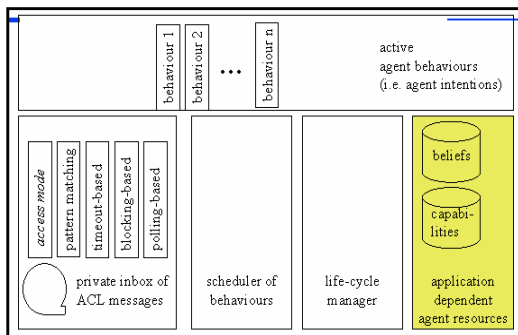 behaviour 1
behaviour 2
...
behaviour n
active
agent behaviours
(i.e. agent intentions)
access mode
pattern matching
timeout-based
blocking-based
polling-based
private inbox of
ACL messages
scheduler of
behaviours
life-cycle
manager
beliefs
capabi-
lities
application
dependent
agent resources